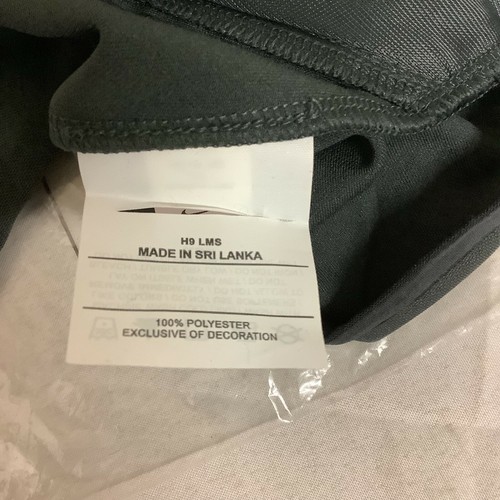 H9 LMS
MADE IN SRI LANKA
100% POLYESTER
EXCLUSIVE OF DECORATION